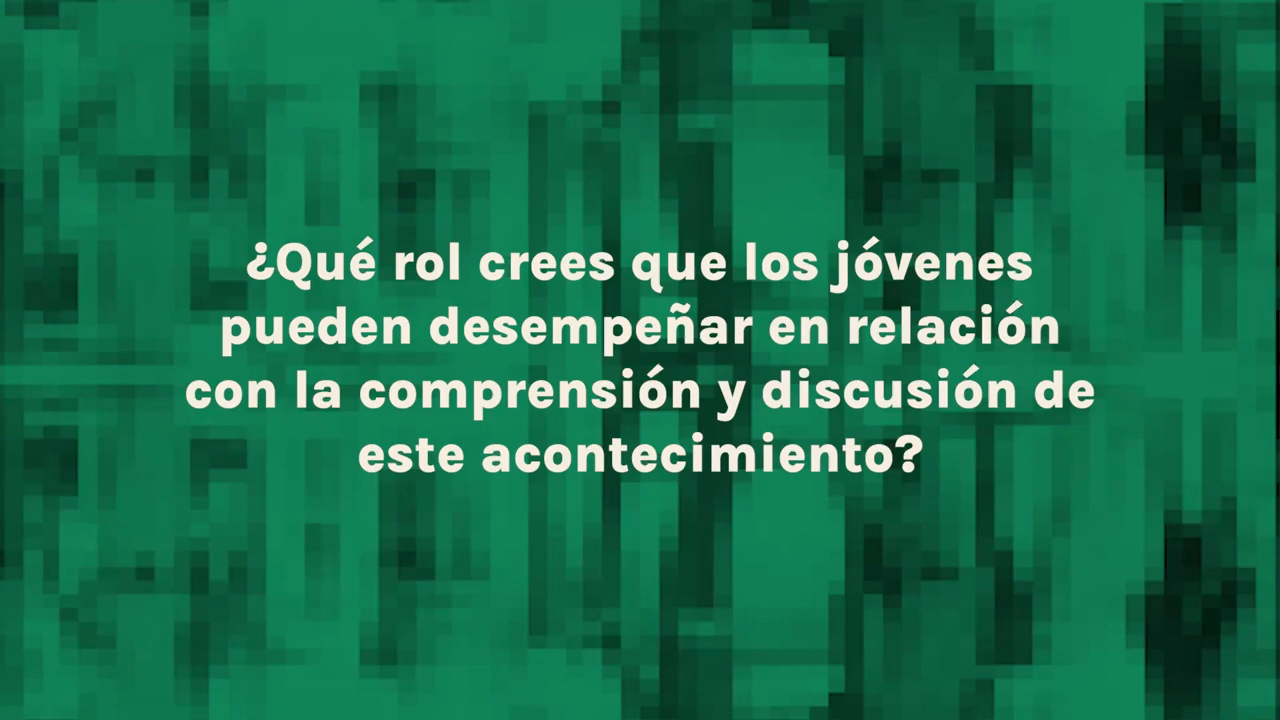 ¿Qué rol crees que los jóvenes
pueden desempeñar en relación
con la comprensión y discusión de
este acontecimiento?